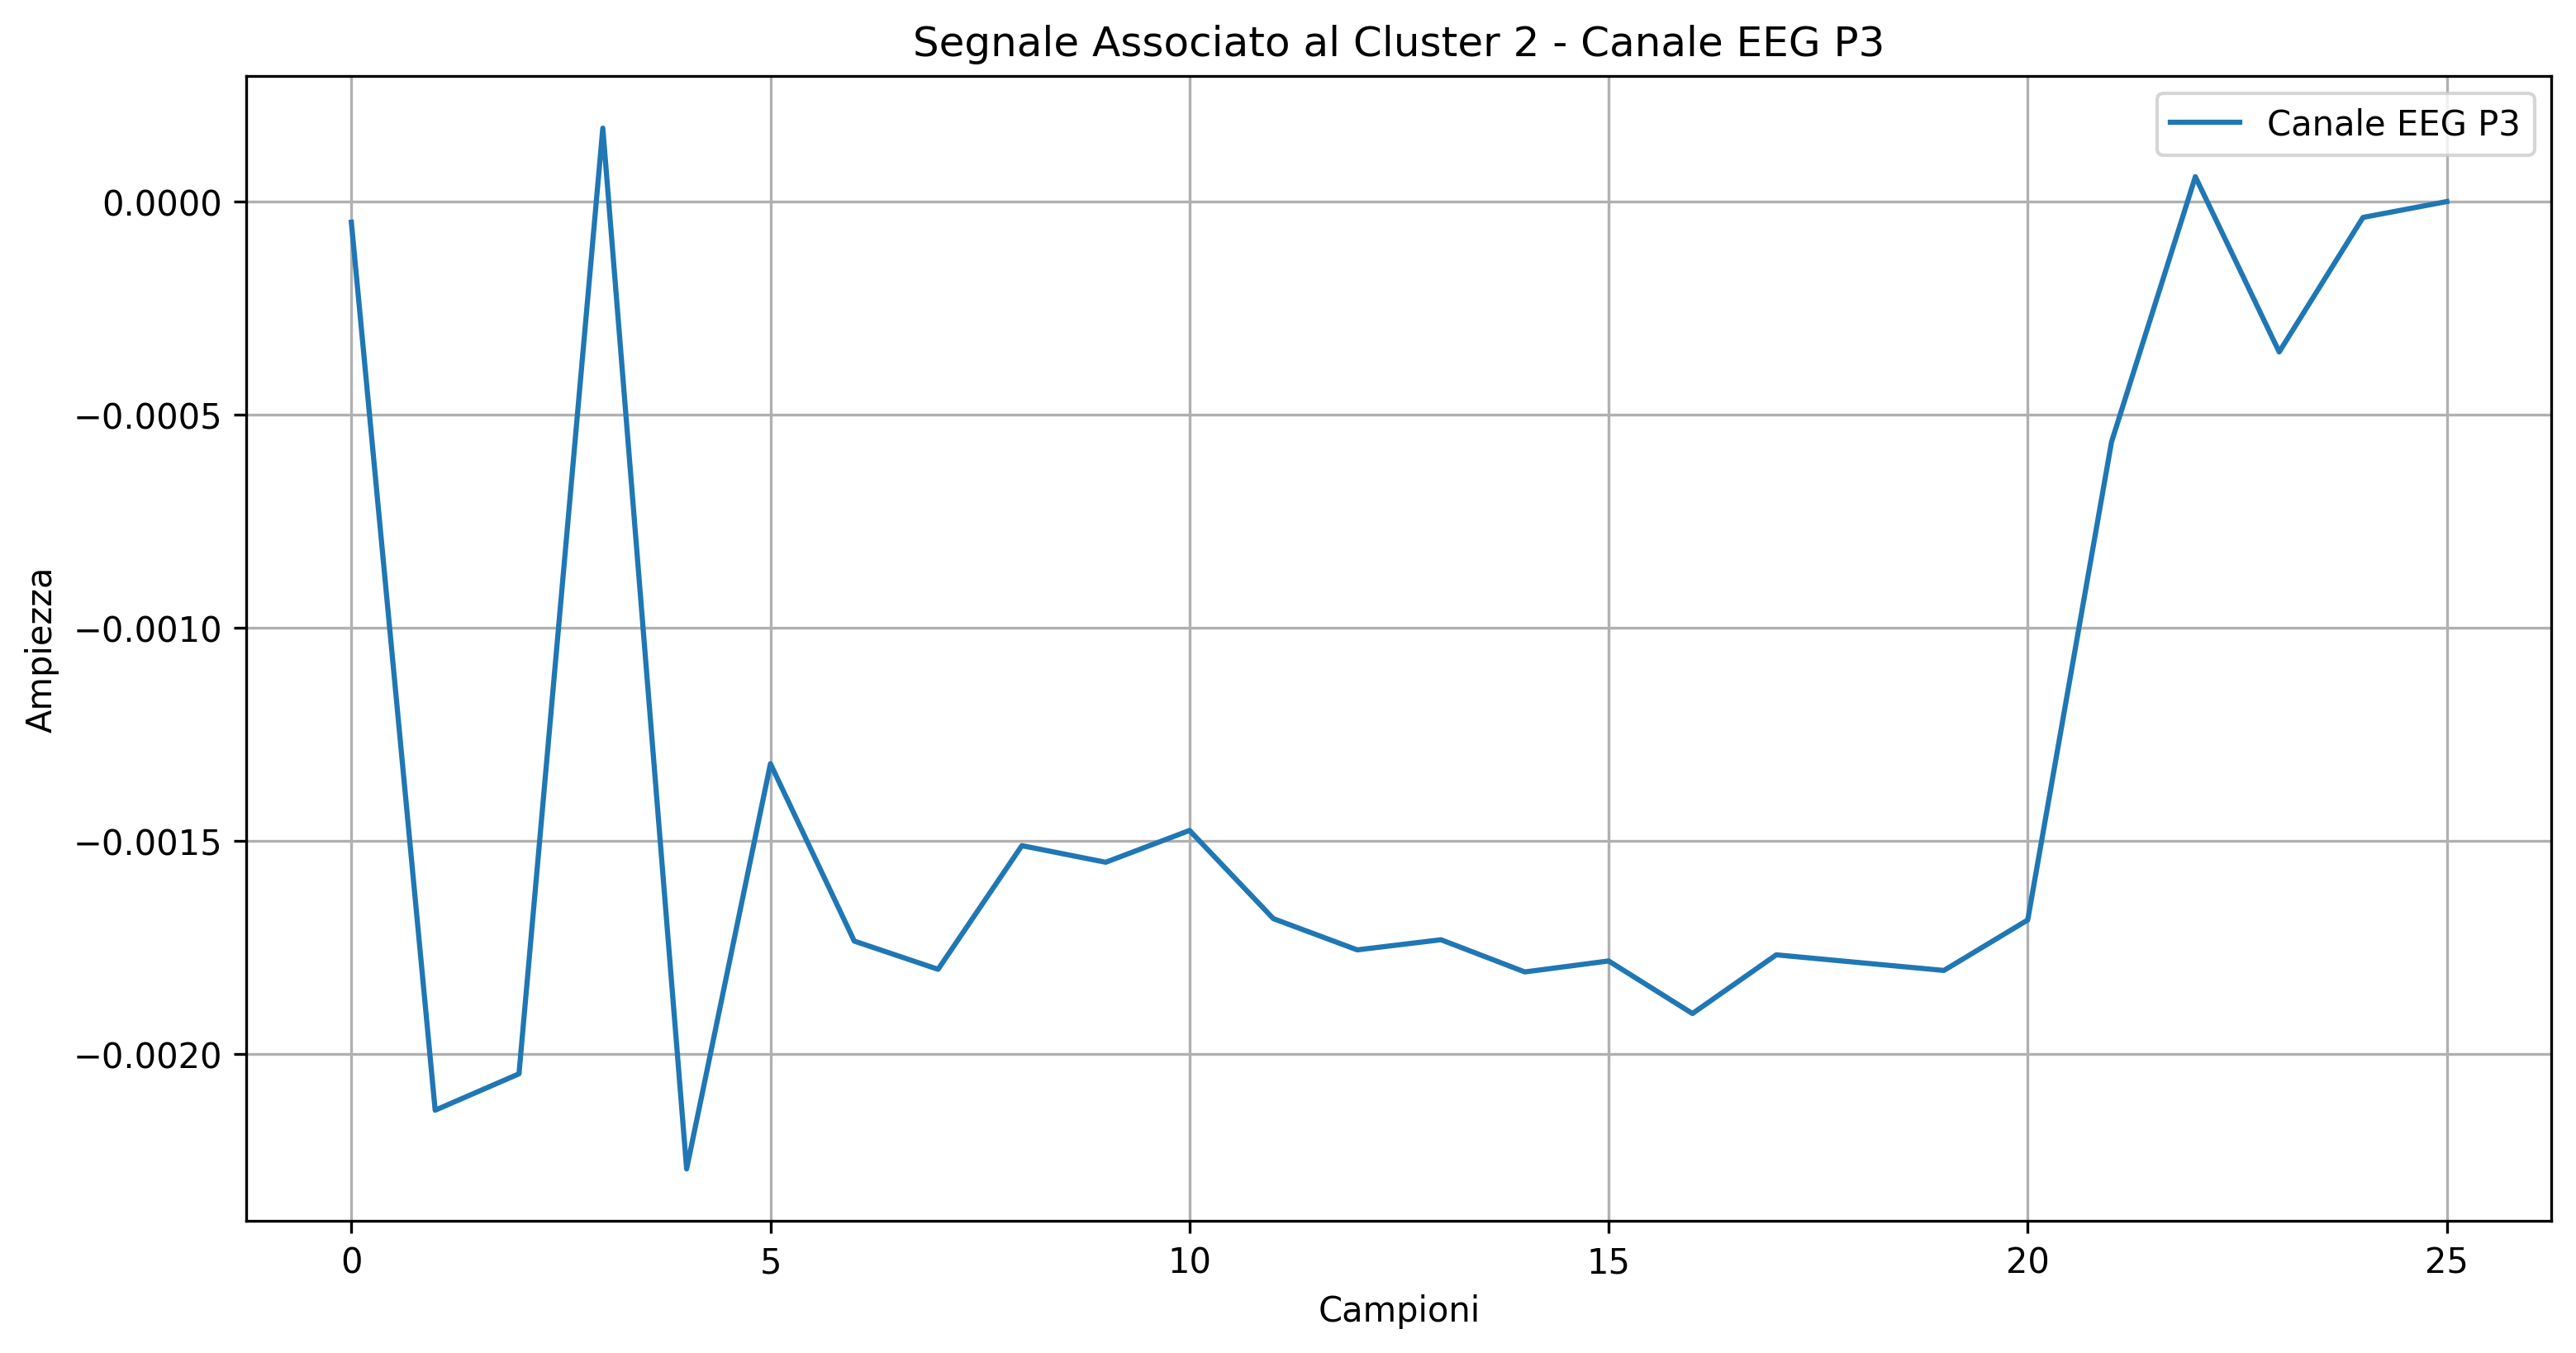 Segnale Associato al Cluster 2 - Canale EEG P3
Canale EEG P3
0.0000
−0.0005
−0.0010
−0.0015
−0.0020
Ampiezza
0 5 10 15 20 25
Campioni